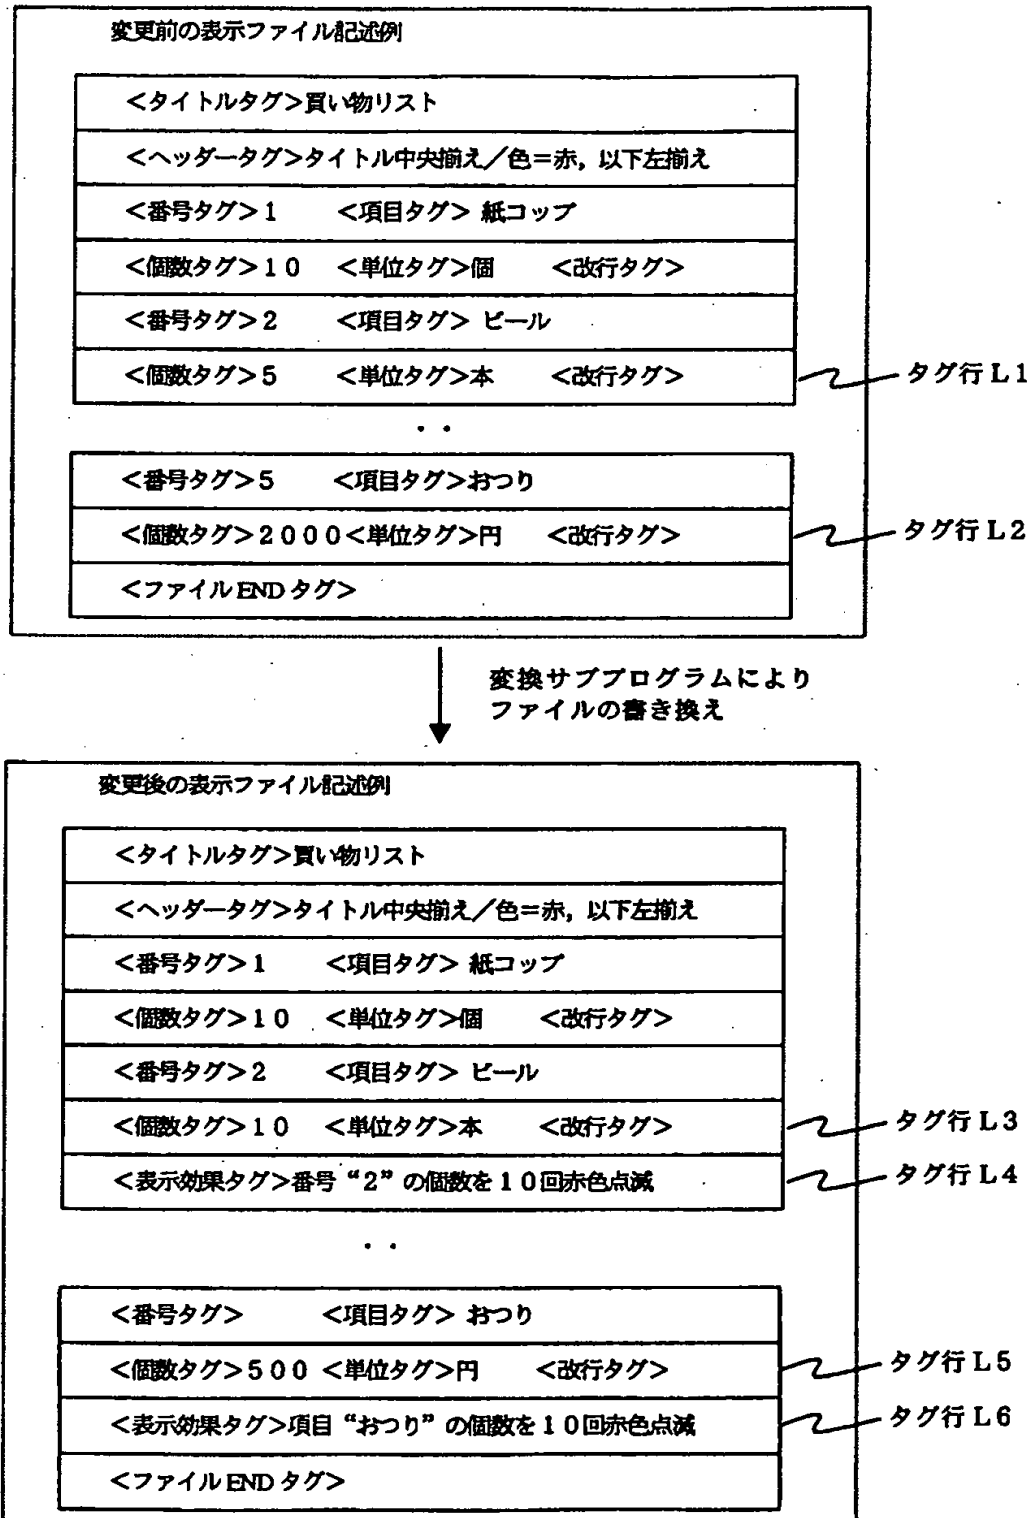 変更前の表示ファイル記述例
<タイトルタグ>買い物リスト
<ヘッダータグ>タイトル中央揃え／色＝赤，以下左揃え
<番号タグ>1 <項目タグ> 紙コップ
<個数タグ>１０ <単位タグ>個 <改行タグ>
<番号タグ>2 <項目タグ> ビール
<個数タグ>5 <単位タグ>本 <改行タグ> タグ行Ｌ1
・・
<番号タグ>5 <項目タグ>おつり
<個数タグ>２０００<単位タグ>円 <改行タグ> タグ行Ｌ2
<ファイルENDタグ>
変換サブプログラムにより
ファイルの書き換え
変更後の表示ファイル記述例
<タイトルタグ>買い物リスト
<ヘッダータグ>タイトル中央揃え／色＝赤，以下左揃え
<番号タグ>1 <項目タグ> 紙コップ
<個数タグ>１０ <単位タグ>個 <改行タグ>
<番号タグ>2 <項目タグ> ビール
<個数タグ>１０ <単位タグ>本 <改行タグ> タグ行Ｌ3
<表示効果タグ>番号“2”の個数を１０回赤色点滅 タグ行Ｌ4
・・
<番号タグ> <項目タグ> おつり
<個数タグ>５００ <単位タグ>円 <改行タグ> タグ行Ｌ5
<表示効果タグ>項目“おつり”の個数を１０回赤色点滅 タグ行Ｌ6
<ファイルENDタグ>